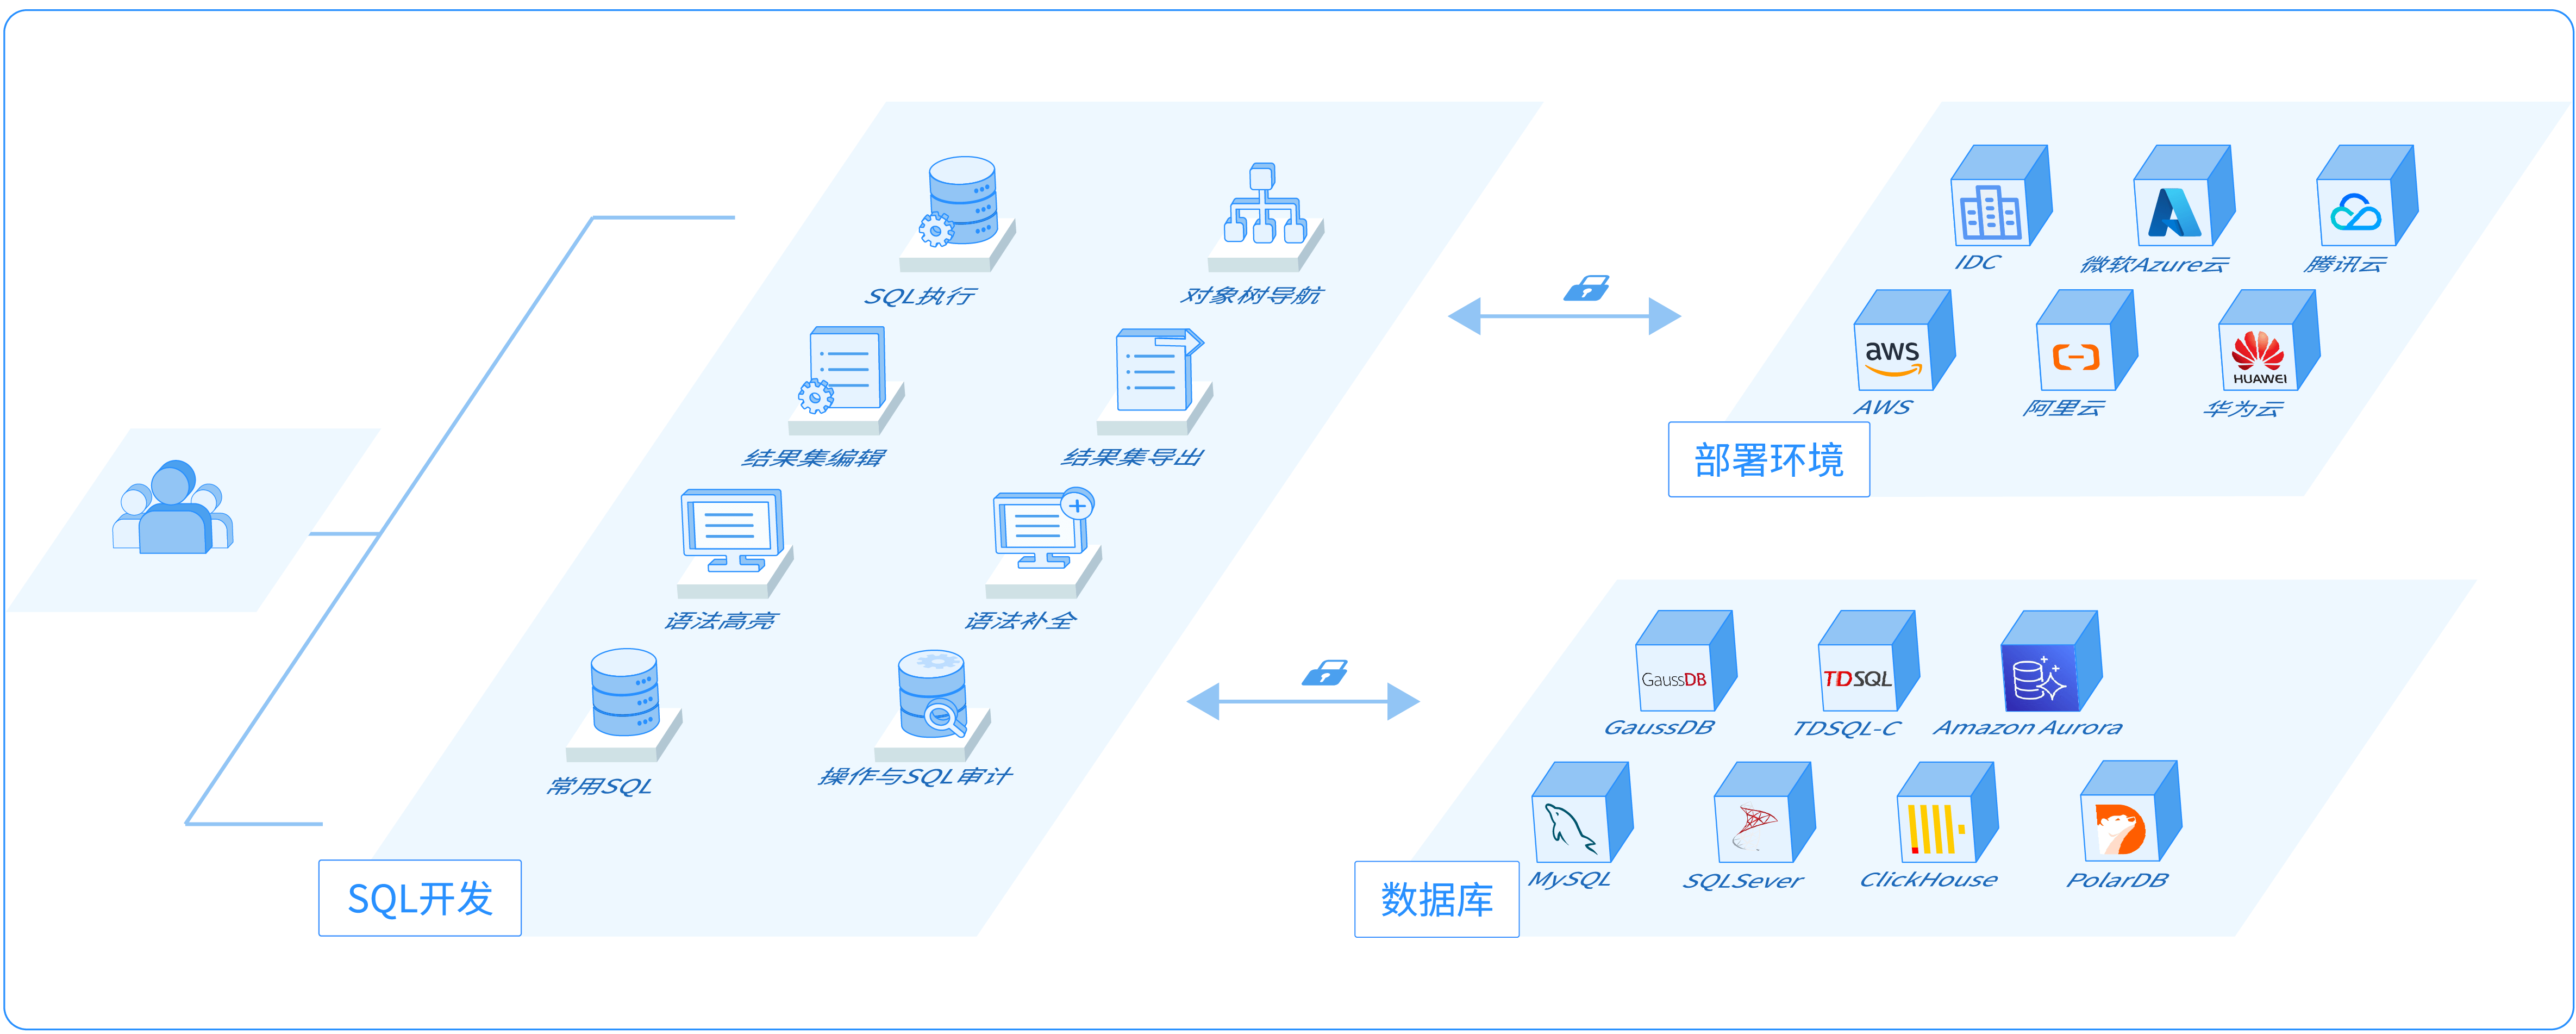 SQL执行
对象树导航
结果集编辑
结果集导出
语法高亮
语法补全
常用SQL
操作与SQL审计
SQL开发
IDC
微软Azure云
腾讯云
aws
HUAWEI
AWS
阿里云
华为云
部署环境
GaussDB
TDSQL
GaussDB
TDSQL-C
Amazon Aurora
MySQL
SQLSever
ClickHouse
PolarDB
数据库